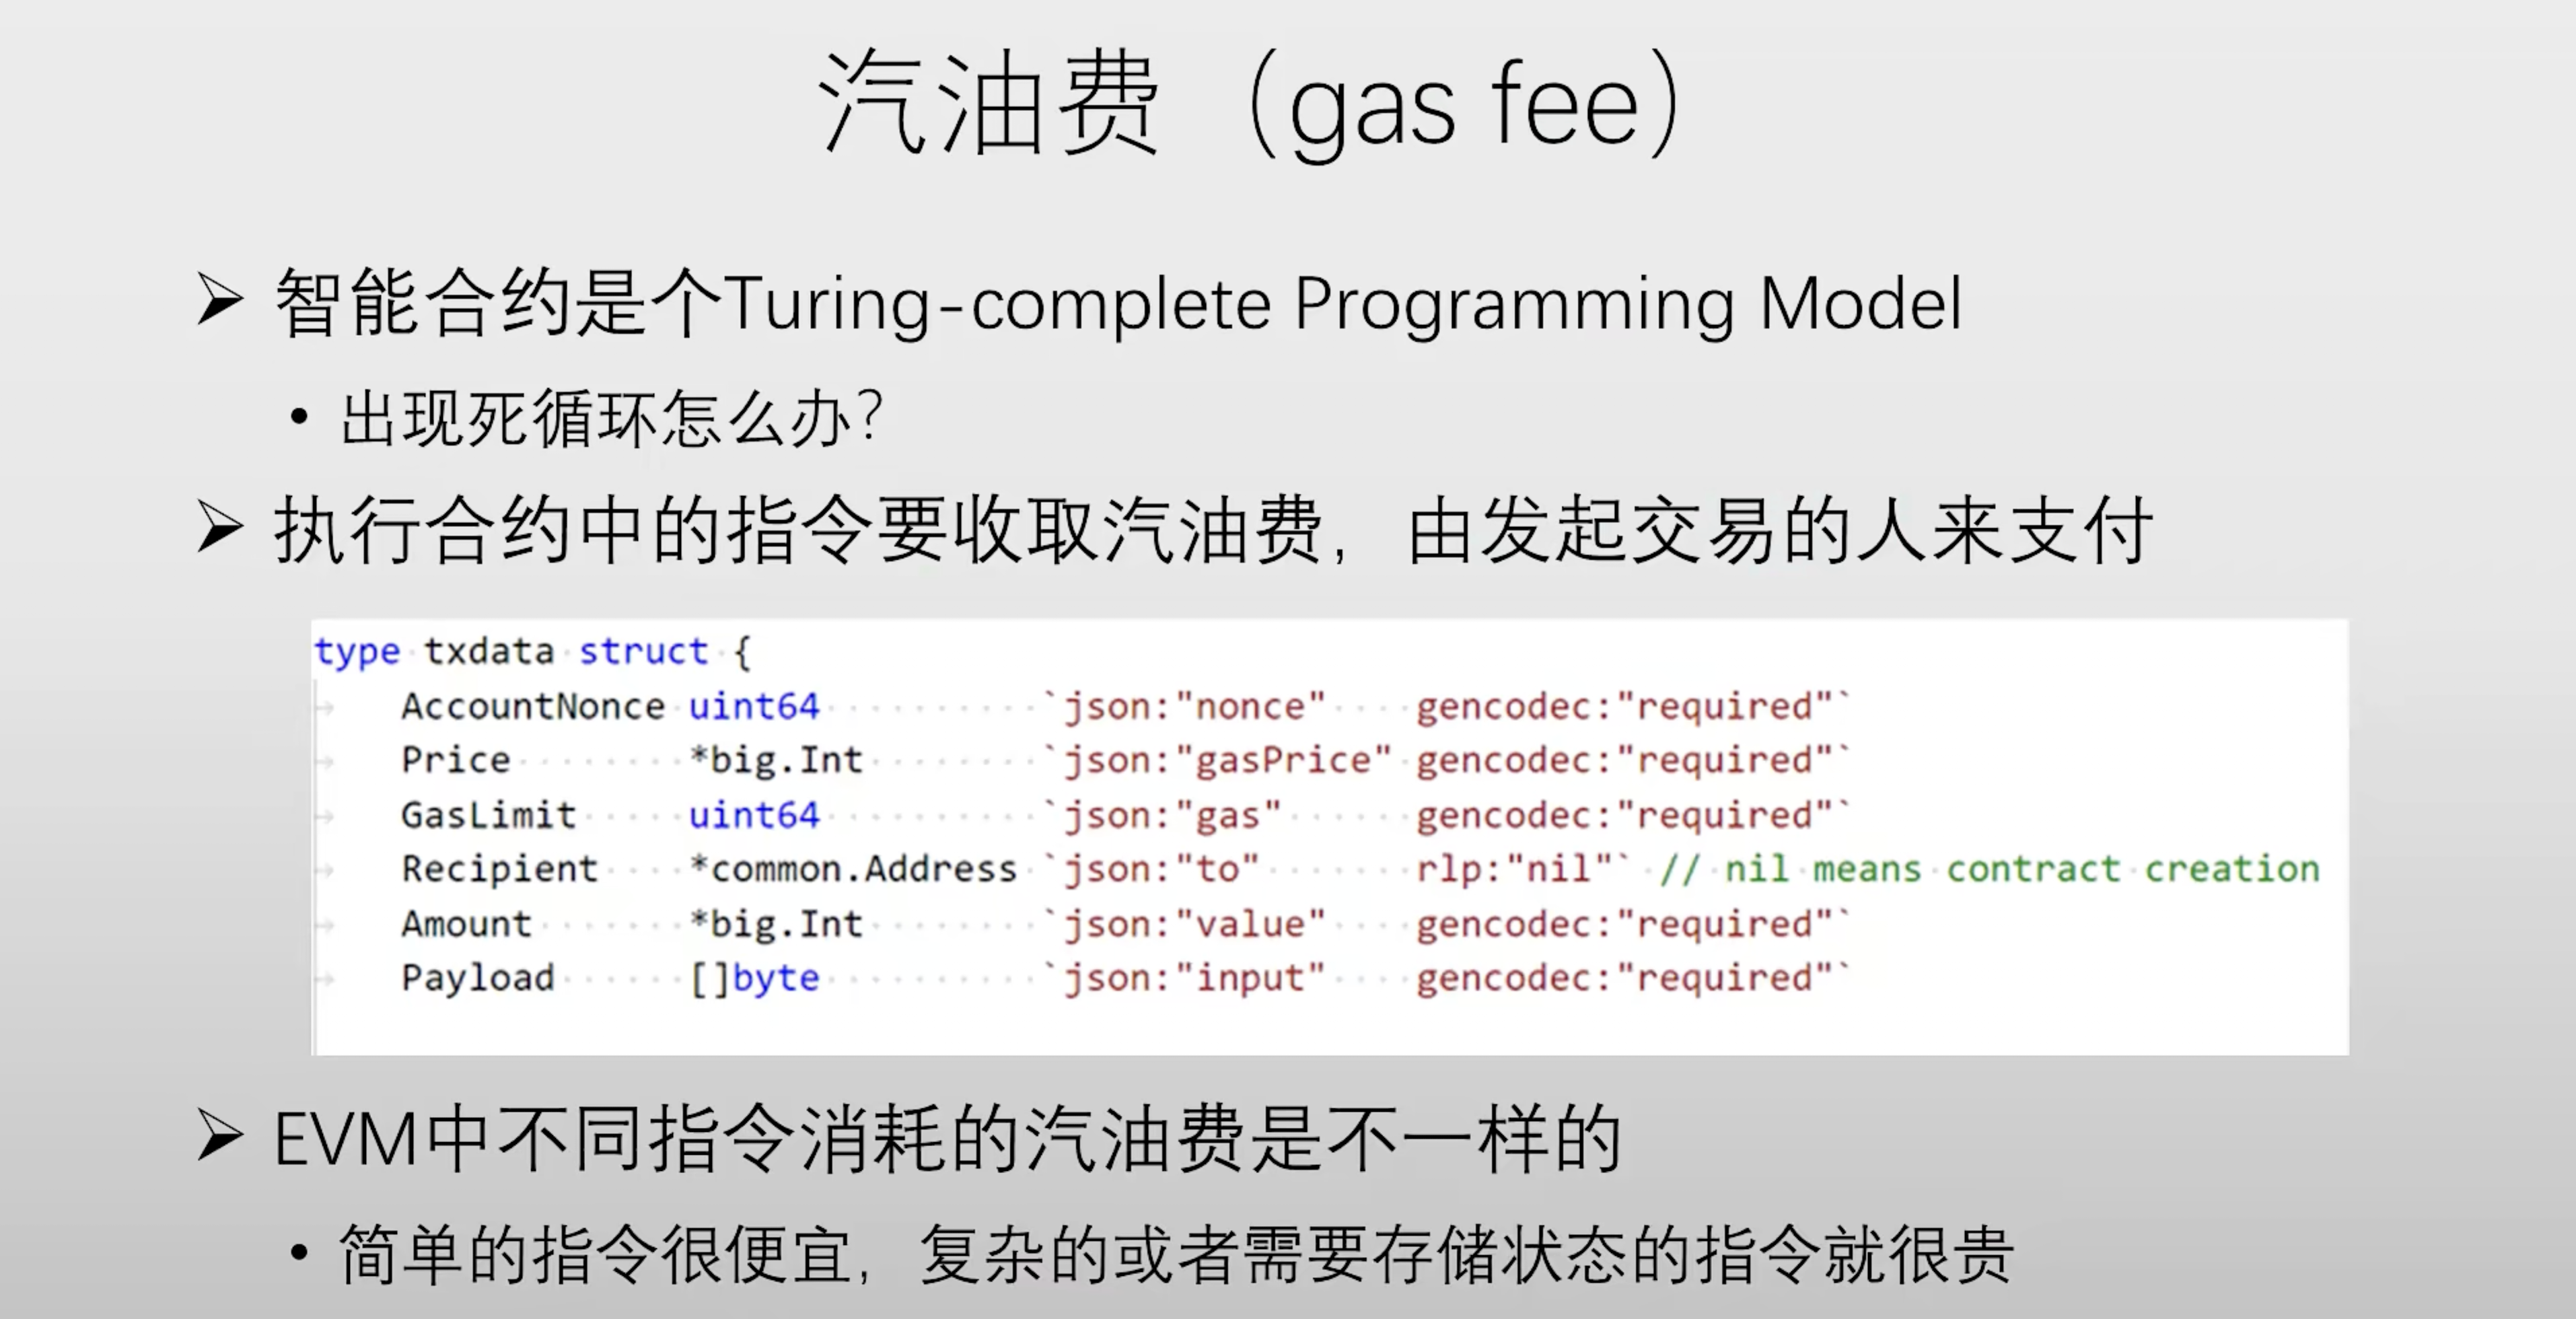 汽油费（gas fee）
智能合约是个Turing-complete Programming Model
出现死循环怎么办？
执行合约中的指令要收取汽油费，由发起交易的人来支付
type txdata struct {
AccountNonce uint64 `json:"nonce" gencodec:"required"`
Price *big.Int `json:"gasPrice" gencodec:"required"`
GasLimit uint64 `json:"gas" gencodec:"required"`
Recipient *common.Address `json:"to" rlp:"nil"` // nil means contract creation
Amount *big.Int `json:"value" gencodec:"required"`
Payload []byte `json:"input" gencodec:"required"`
EVM中不同指令消耗的汽油费是不一样的
简单的指令很便宜，复杂的或者需要存储状态的指令就很贵